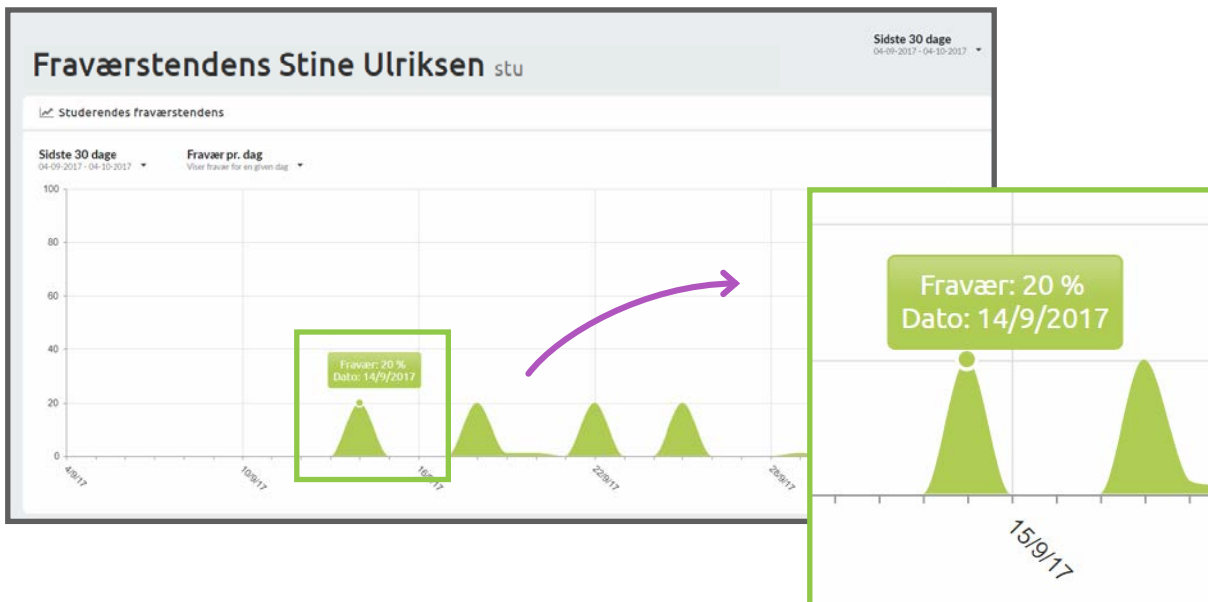 Sidste 30 dage
04-09-2017 - 04-10-2017
Fraværstendens Stine Ulriksen stu
Studerendes fraværstendens
Sidste 30 dage
04-09-2017 - 04-10-2017
Fravær pr. dag
Viser fravær for en given dag
100
80
60
40
20
0
Fravær: 20 %
Dato: 14/9/2017
4/9/17
10/9/17
22/9/17
28/9/17
Fravær: 20 %
Dato: 14/9/2017
15/9/17